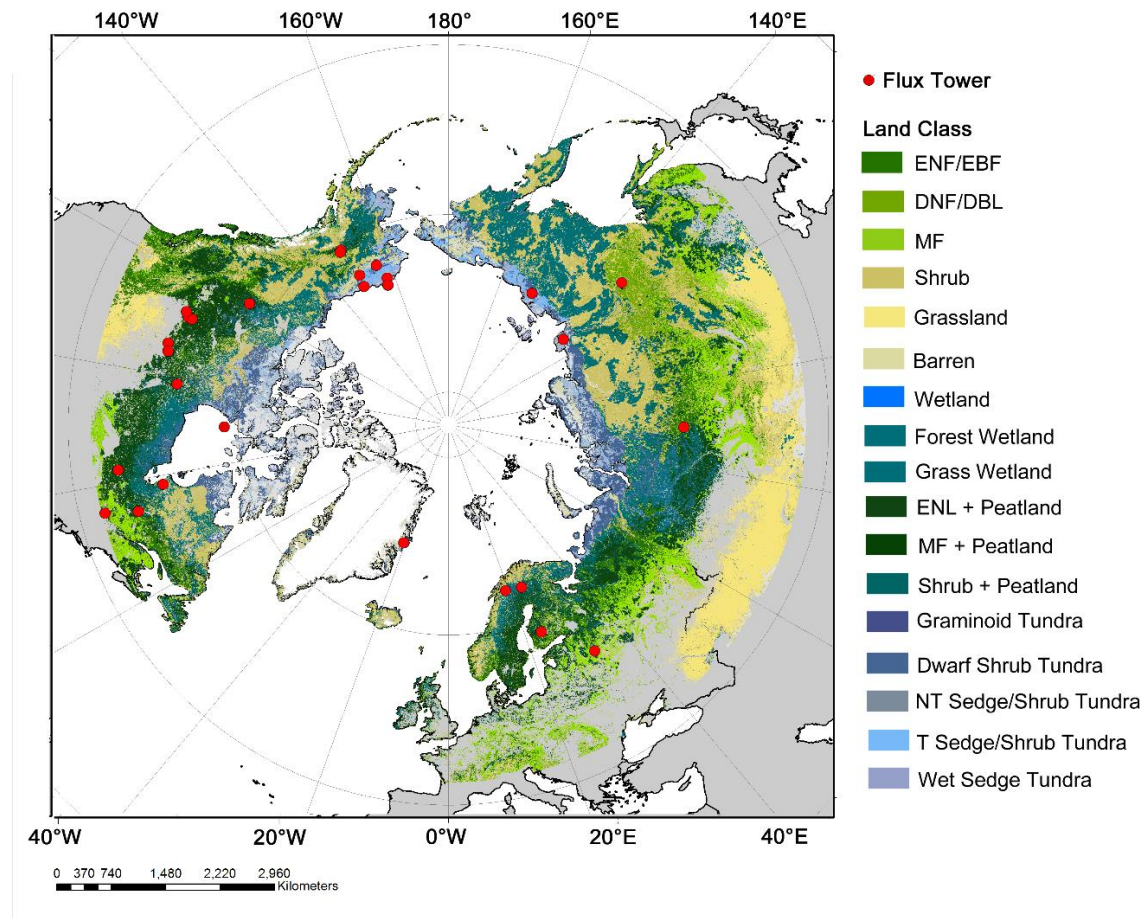 140°W 160°W 180° 160°E 140°E
Flux Tower
Land Class
ENF/EBF
DNF/DBL
MF
Shrub
Grassland
Barren
Wetland
Forest Wetland
Grass Wetland
ENL + Peatland
MF + Peatland
Shrub + Peatland
Graminoid Tundra
Dwarf Shrub Tundra
NT Sedge/Shrub Tundra
T Sedge/Shrub Tundra
Wet Sedge Tundra
40°W 20°W 0°W 20°E 40°E
0 370 740 1,480 2,220 2,960
Kilometers